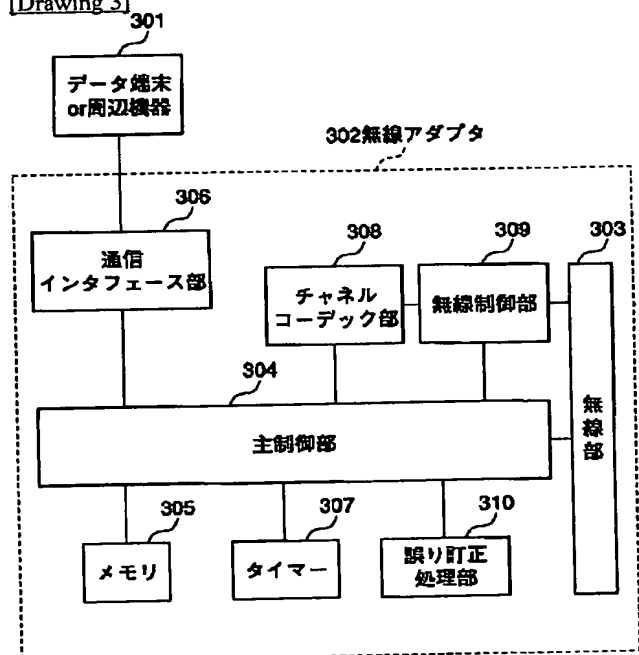 [Drawing 3]
301
データ端末
or周辺機器
302無線アダプタ
306
通信
インタフェース部
308
チャネル
コーデック部
309
無線制御部
303
無線部
304
主制御部
305
メモリ
307
タイマー
310
誤り訂正
処理部